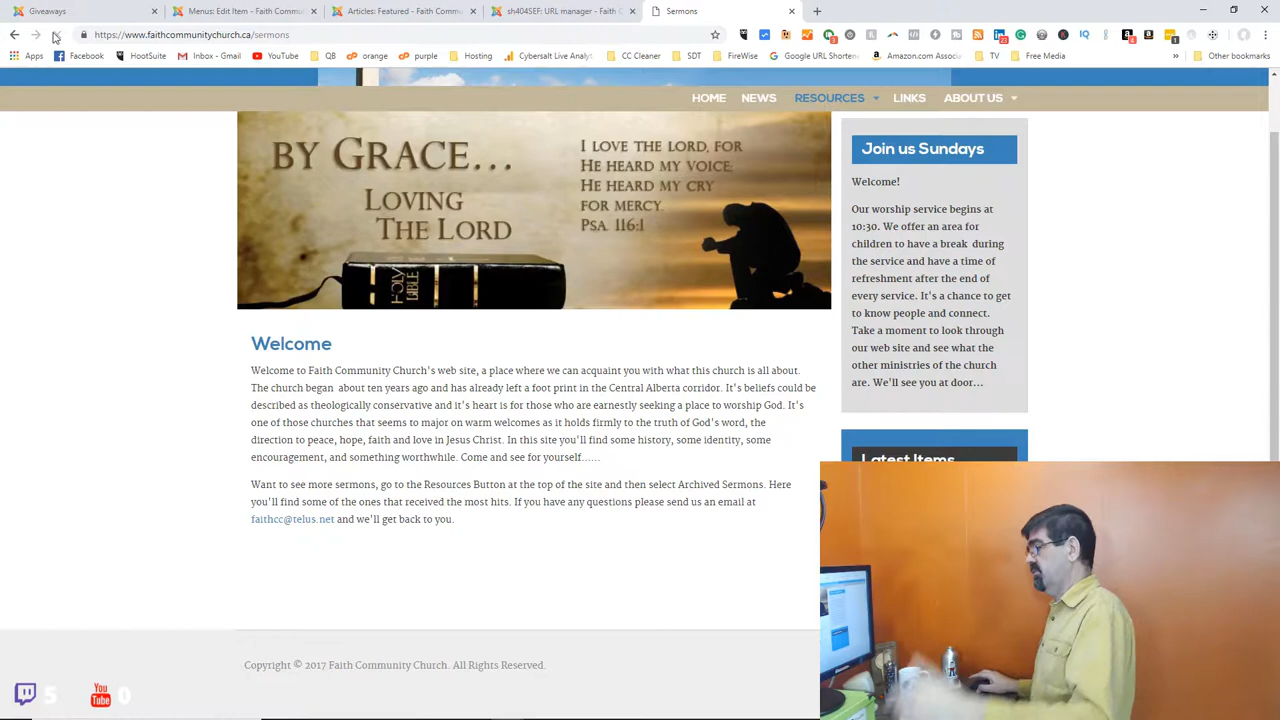 Giveaways
Menus: Edit Item - Faith Commu
Articles: Featured - Faith Commu
sh404SEF: URL manager - Faith C
Sermons
https://www.faithcommunitychurch.ca/sermons
Apps
Facebook
HootSuite
Inbox - Gmail
YouTube
QB
orange
purple
Hosting
Cybersalt Live Analy
CC Cleaner
SDT
FireWise
Google URL Shortene
Amazon.com Associa
TV
Free Media
Other bookmarks
HOME
NEWS
RESOURCES
LINKS
ABOUT US
BY GRACE...
LOVING
THE LORD
I LOVE THE LORD, FOR
HE HEARD MY VOICE;
HE HEARD MY CRY
FOR MERCY.
PSA. 116:1
HOLY
BIBLE
Welcome
Welcome to Faith Community Church's web site, a place where we can acquaint you with what this church is all about.
The church began about ten years ago and has already left a foot print in the Central Alberta corridor. It's beliefs could be
described as theologically conservative and it's heart is for those who are earnestly seeking a place to worship God. It's
one of those churches that seems to major on warm welcomes as it holds firmly to the truth of God's word, the
direction to peace, hope, faith and love in Jesus Christ. In this site you'll find some history, some identity, some
encouragement, and something worthwhile. Come and see for yourself......
Want to see more sermons, go to the Resources Button at the top of the site and then select Archived Sermons. Here
you'll find some of the ones that received the most hits. If you have any questions please send us an email at
faithcc@telus.net and we'll get back to you.
Join us Sundays
Welcome!
Our worship service begins at
10:30. We offer an area for
children to have a break during
the service and have a time of
refreshment after the end of
every service. It's a chance to get
to know people and connect.
Take a moment to look through
our web site and see what the
other ministries of the church
are. We'll see you at door...
Latest Items
Copyright © 2017 Faith Community Church. All Rights Reserved.
5
You
Tube
0